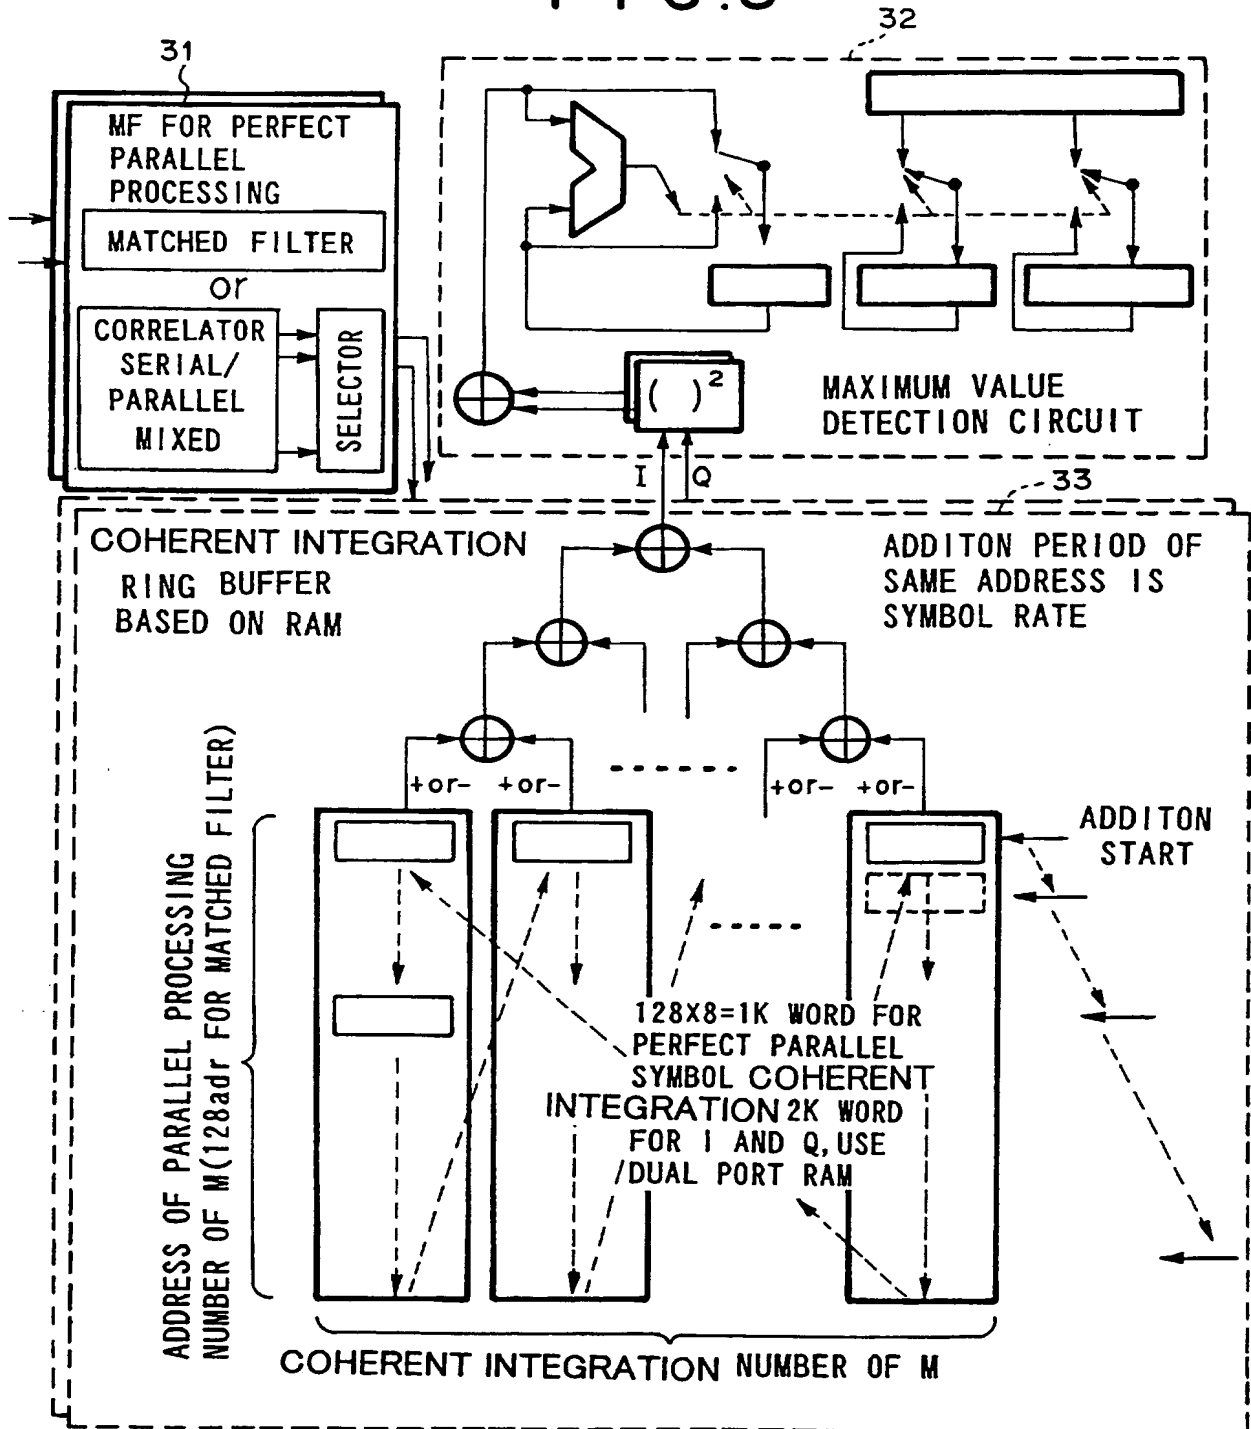 32
31
MF FOR PERFECT
PARALLEL
PROCESSING
MATCHED FILTER
or
CORRELATOR
SERIAL/
PARALLEL
MIXED
SELECTOR
( )²
MAXIMUM VALUE
DETECTION CIRCUIT
I Q
33
COHERENT INTEGRATION
RING BUFFER
BASED ON RAM
ADDITON PERIOD OF
SAME ADDRESS IS
SYMBOL RATE
+or- +or-
+or- +or-
ADDITON
START
ADDRESS OF PARALLEL PROCESSING
NUMBER OF M(128adr FOR MATCHED FILTER)
128X8=1K WORD FOR
PERFECT PARALLEL
SYMBOL COHERENT
INTEGRATION 2K WORD
FOR I AND Q,USE
DUAL PORT RAM
COHERENT INTEGRATION NUMBER OF M